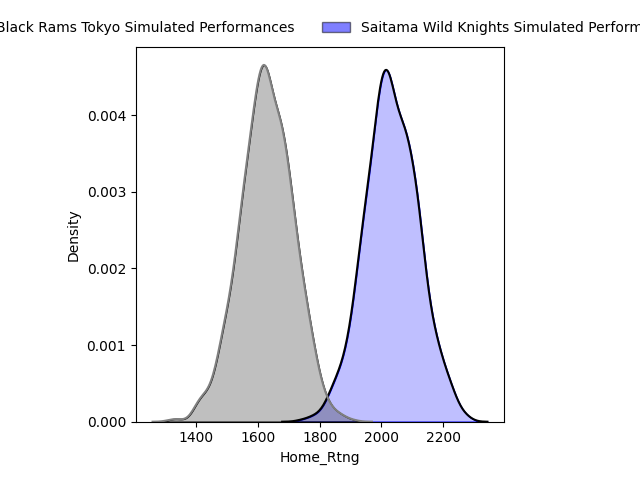 Black Rams Tokyo Simulated Performances
Saitama Wild Knights Simulated Perform
0.004
0.003
0.002
0.001
0.000
Density
1400 1600 1800 2000 2200
Home_Rtng